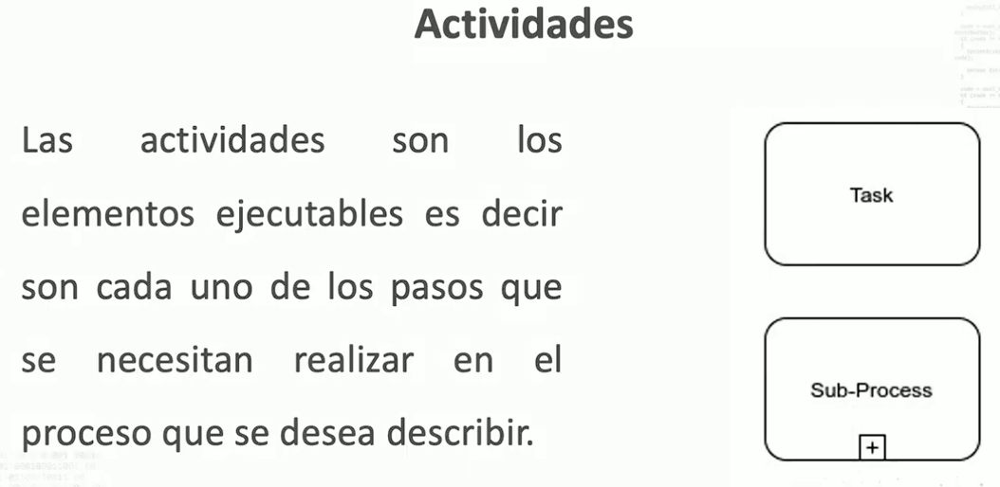 Actividades
Las actividades son los
elementos ejecutables es decir
son cada uno de los pasos que
se necesitan realizar en el
proceso que se desea describir.
Task
Sub-Process
+